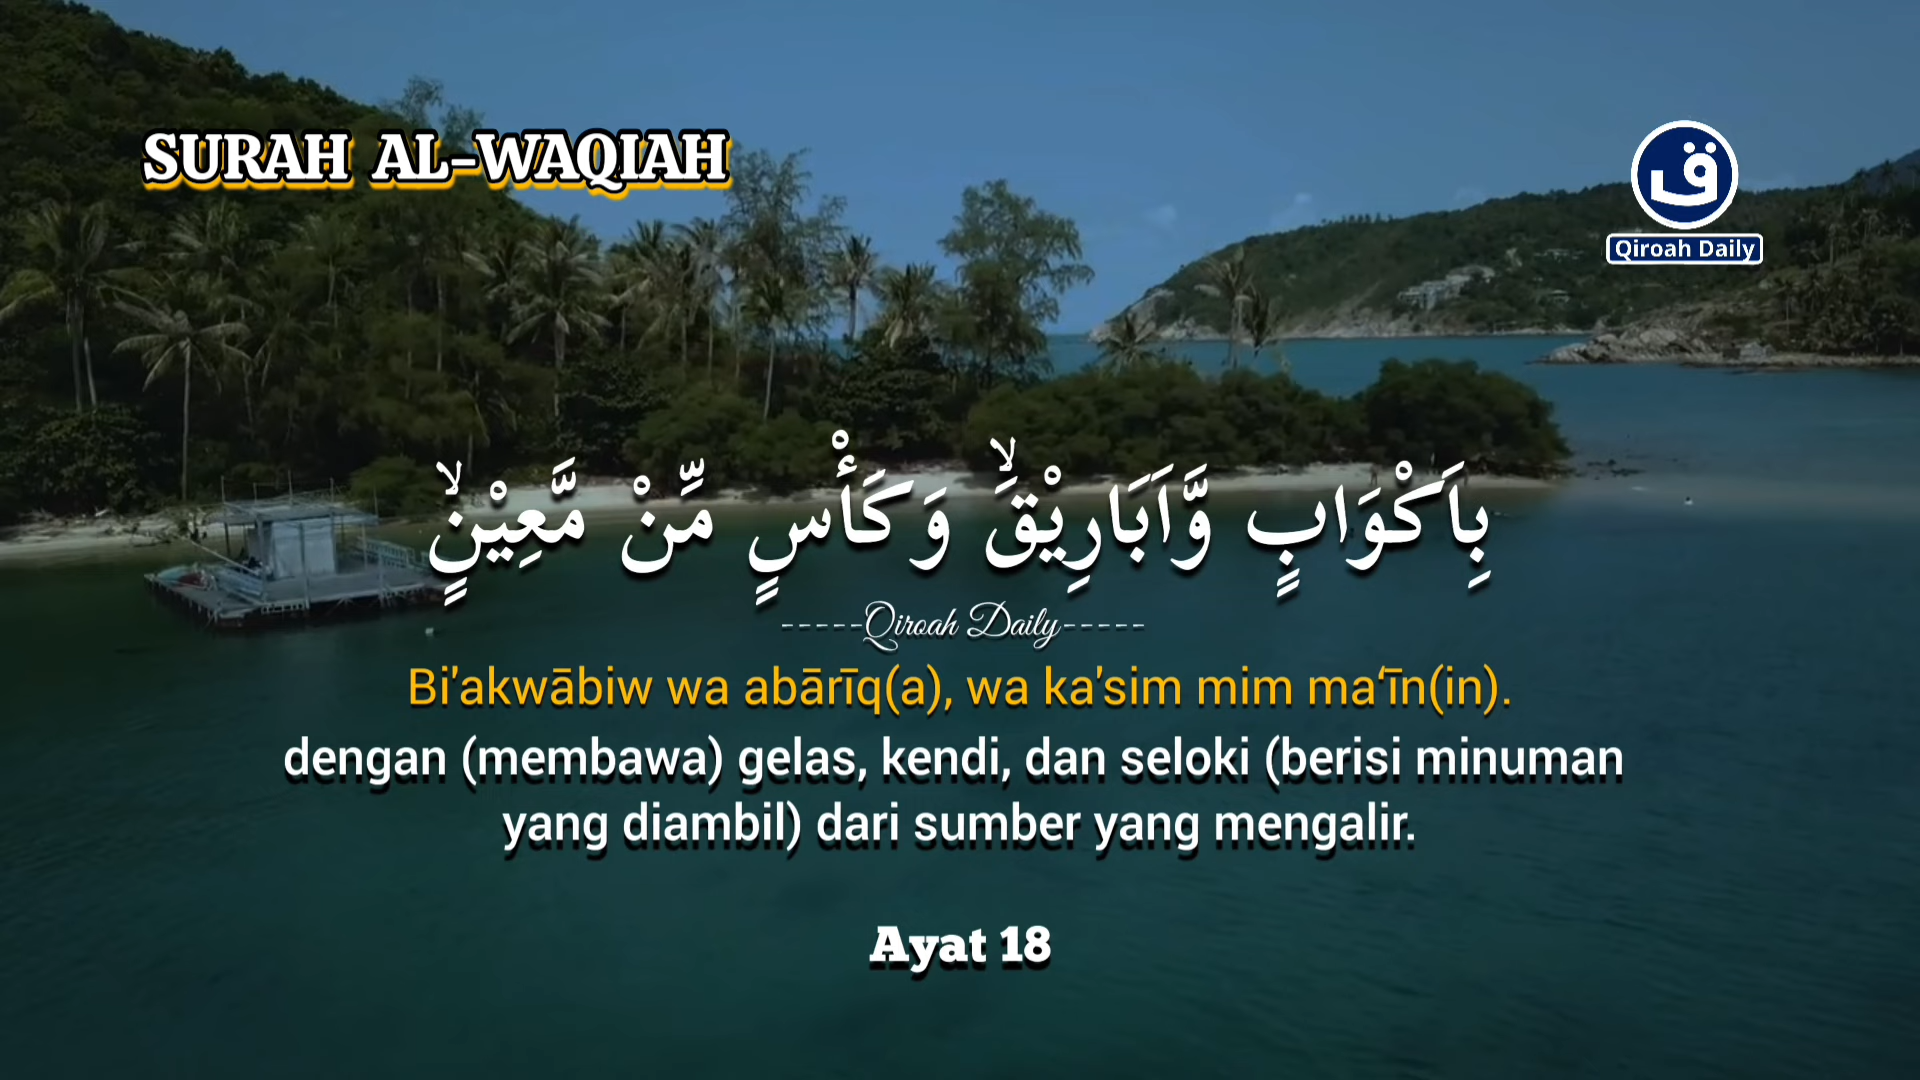 SURAH AL-WAQIAH
ق
Qiroah Daily
بِاَكْوَابٍ وَّاَبَارِيْقَۙ وَكَأْسٍ مِّنْ مَّعِيْنٍۙ
-----Qiroah Daily-----
Bi'akwābiw wa abārīq(a), wa ka'sim mim ma‘īn(in).
dengan (membawa) gelas, kendi, dan seloki (berisi minuman
yang diambil) dari sumber yang mengalir.
Ayat 18